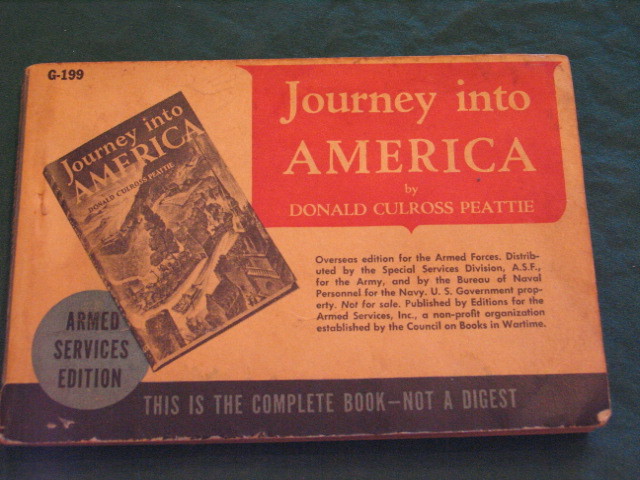 G-199
Journey into
AMERICA
DONALD CULROSS PEATTIE
Journey into
AMERICA
by
DONALD CULROSS PEATTIE
Overseas edition for the Armed Forces. Distrib-
uted by the Special Services Division, A.S.F.,
for the Army, and by the Bureau of Naval
Personnel for the Navy. U. S. Government prop-
erty. Not for sale. Published by Editions for the
Armed Services, Inc., a non-profit organization
established by the Council on Books in Wartime.
ARMED
SERVICES
EDITION
THIS IS THE COMPLETE BOOK—NOT A DIGEST